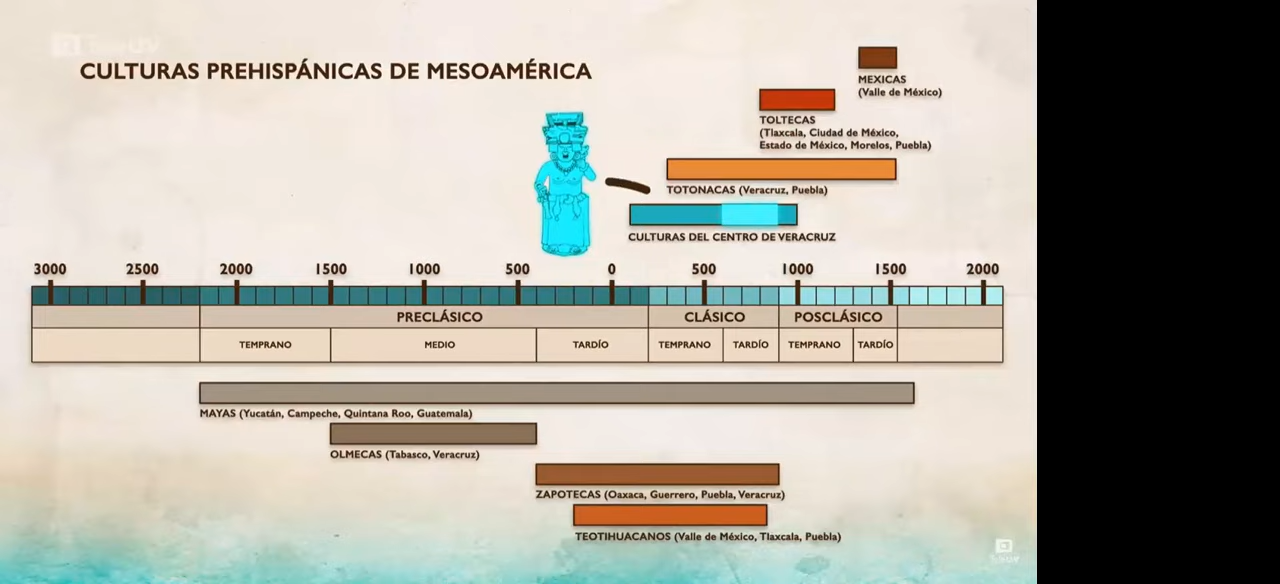 CULTURAS PREHISPÁNICAS DE MESOAMÉRICA
MEXICAS
(Valle de México)
TOLTECAS
(Tlaxcala, Ciudad de México,
Estado de México, Morelos, Puebla)
TOTONACAS (Veracruz, Puebla)
CULTURAS DEL CENTRO DE VERACRUZ
3000 2500 2000 1500 1000 500 0 500 1000 1500 2000
PRECLÁSICO CLÁSICO POSCLÁSICO
TEMPRANO MEDIO TARDÍO TEMPRANO TARDÍO TEMPRANO TARDÍO
MAYAS (Yucatán, Campeche, Quintana Roo, Guatemala)
OLMECAS (Tabasco, Veracruz)
ZAPOTECAS (Oaxaca, Guerrero, Puebla, Veracruz)
TEOTIHUACANOS (Valle de México, Tlaxcala, Puebla)